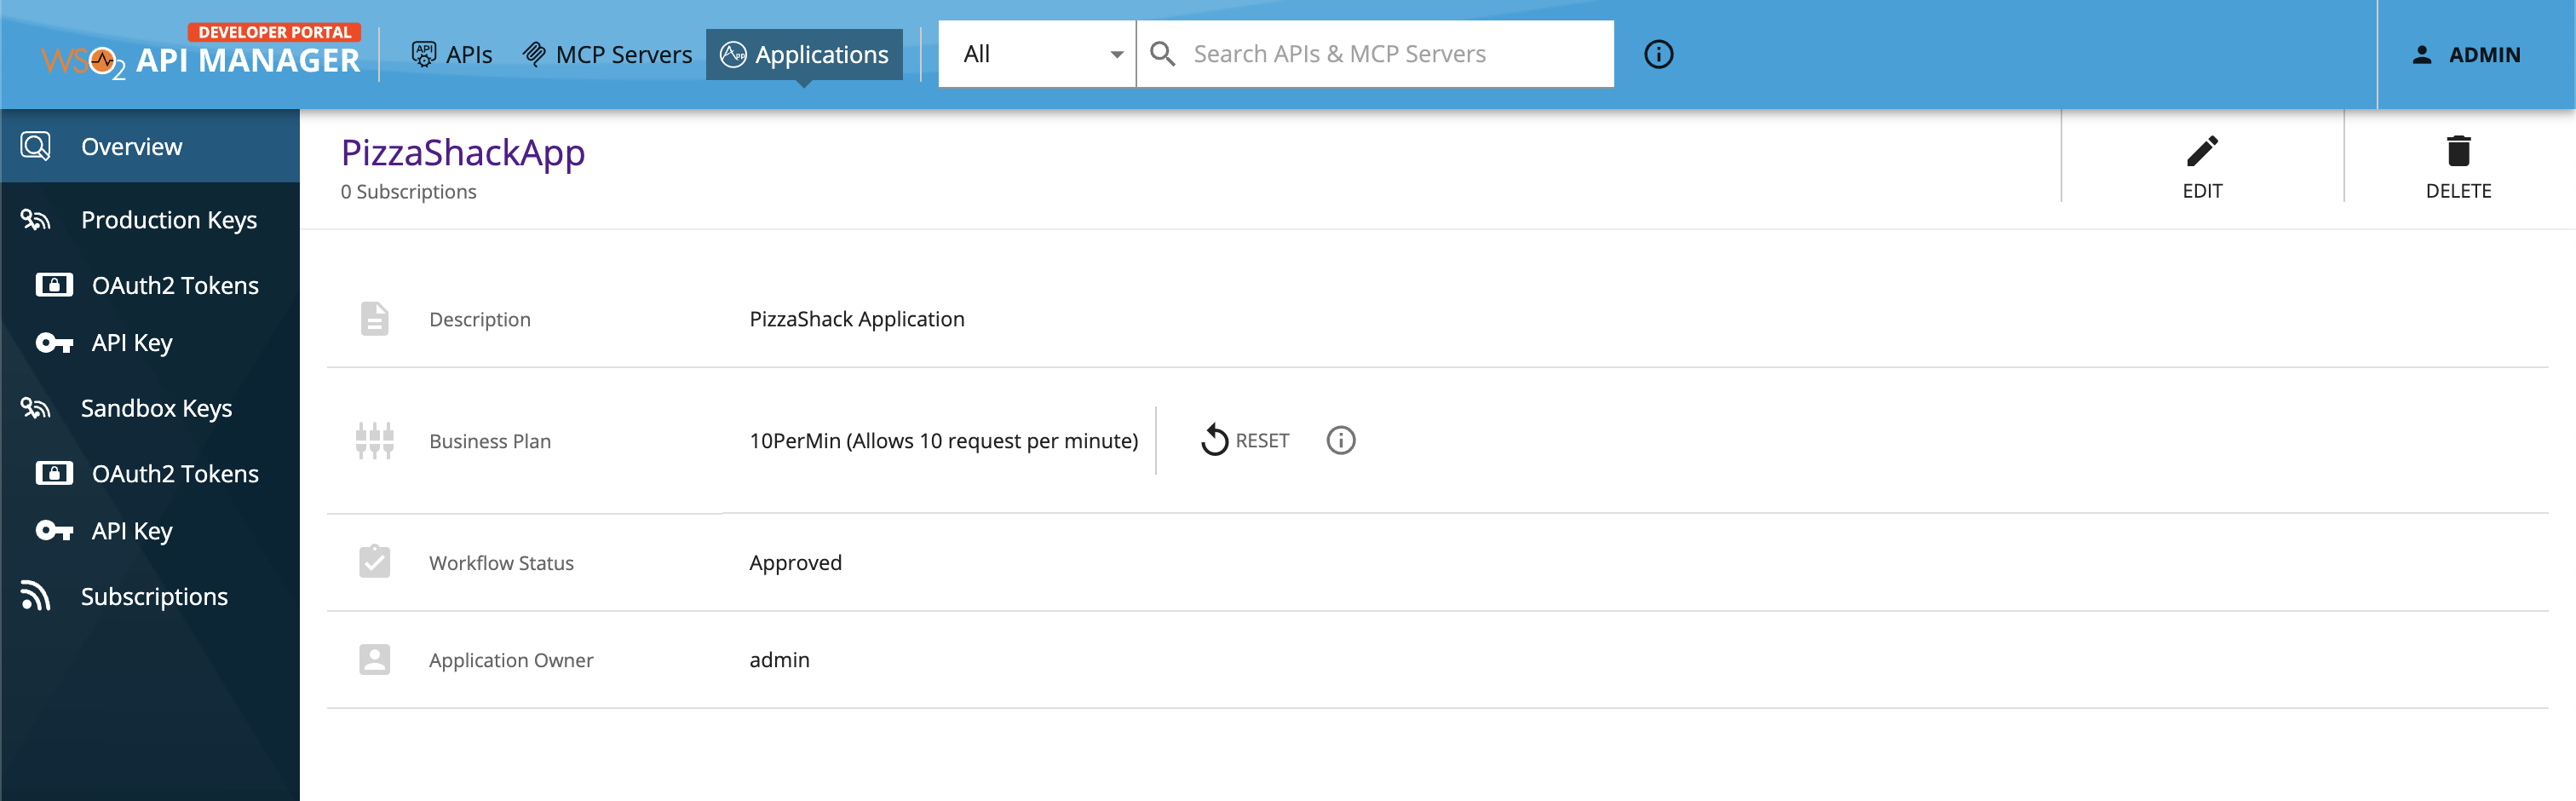 DEVELOPER PORTAL
WSO2 API MANAGER
APIs
MCP Servers
Applications
All
Search APIs & MCP Servers
ADMIN
Overview
Production Keys
OAuth2 Tokens
API Key
Sandbox Keys
OAuth2 Tokens
API Key
Subscriptions
PizzaShackApp
0 Subscriptions
EDIT
DELETE
Description
PizzaShack Application
Business Plan
10PerMin (Allows 10 request per minute)
RESET
Workflow Status
Approved
Application Owner
admin